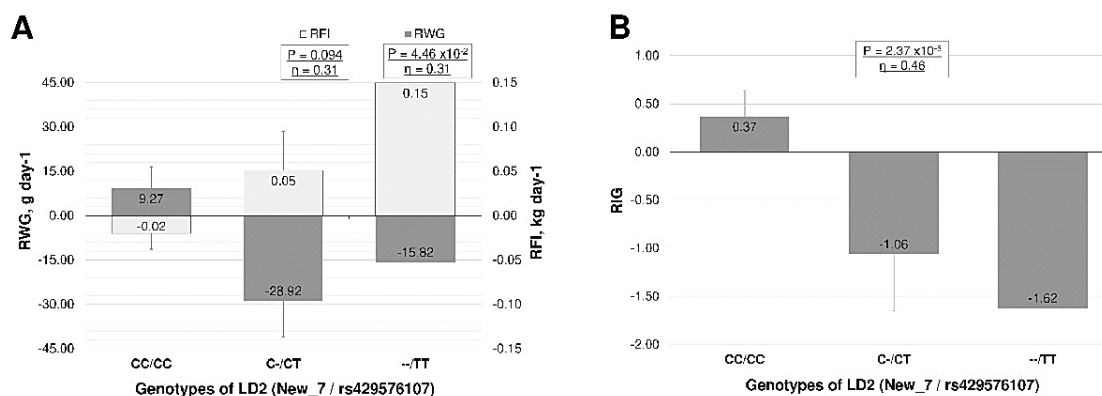 A
□RFI ■RWG
P = 0.094
η = 0.31
P = 4.46 x10-2
η = 0.31
45.00
30.00
15.00
0.00
-15.00
-30.00
-45.00
RWG, g day-1
0.15
0.10
0.05
0.00
-0.05
-0.10
-0.15
RFI, kg day-1
9.27
-0.02
0.05
-28.92
0.15
-15.82
CC/CC C-/CT --/TT
Genotypes of LD2 (New_7 / rs429576107)
B
P = 2.37 x10-3
η = 0.46
1.00
0.50
0.00
-0.50
-1.00
-1.50
-2.00
RIG
0.37
-1.06
-1.62
CC/CC C-/CT --/TT
Genotypes of LD2 (New_7 / rs429576107)